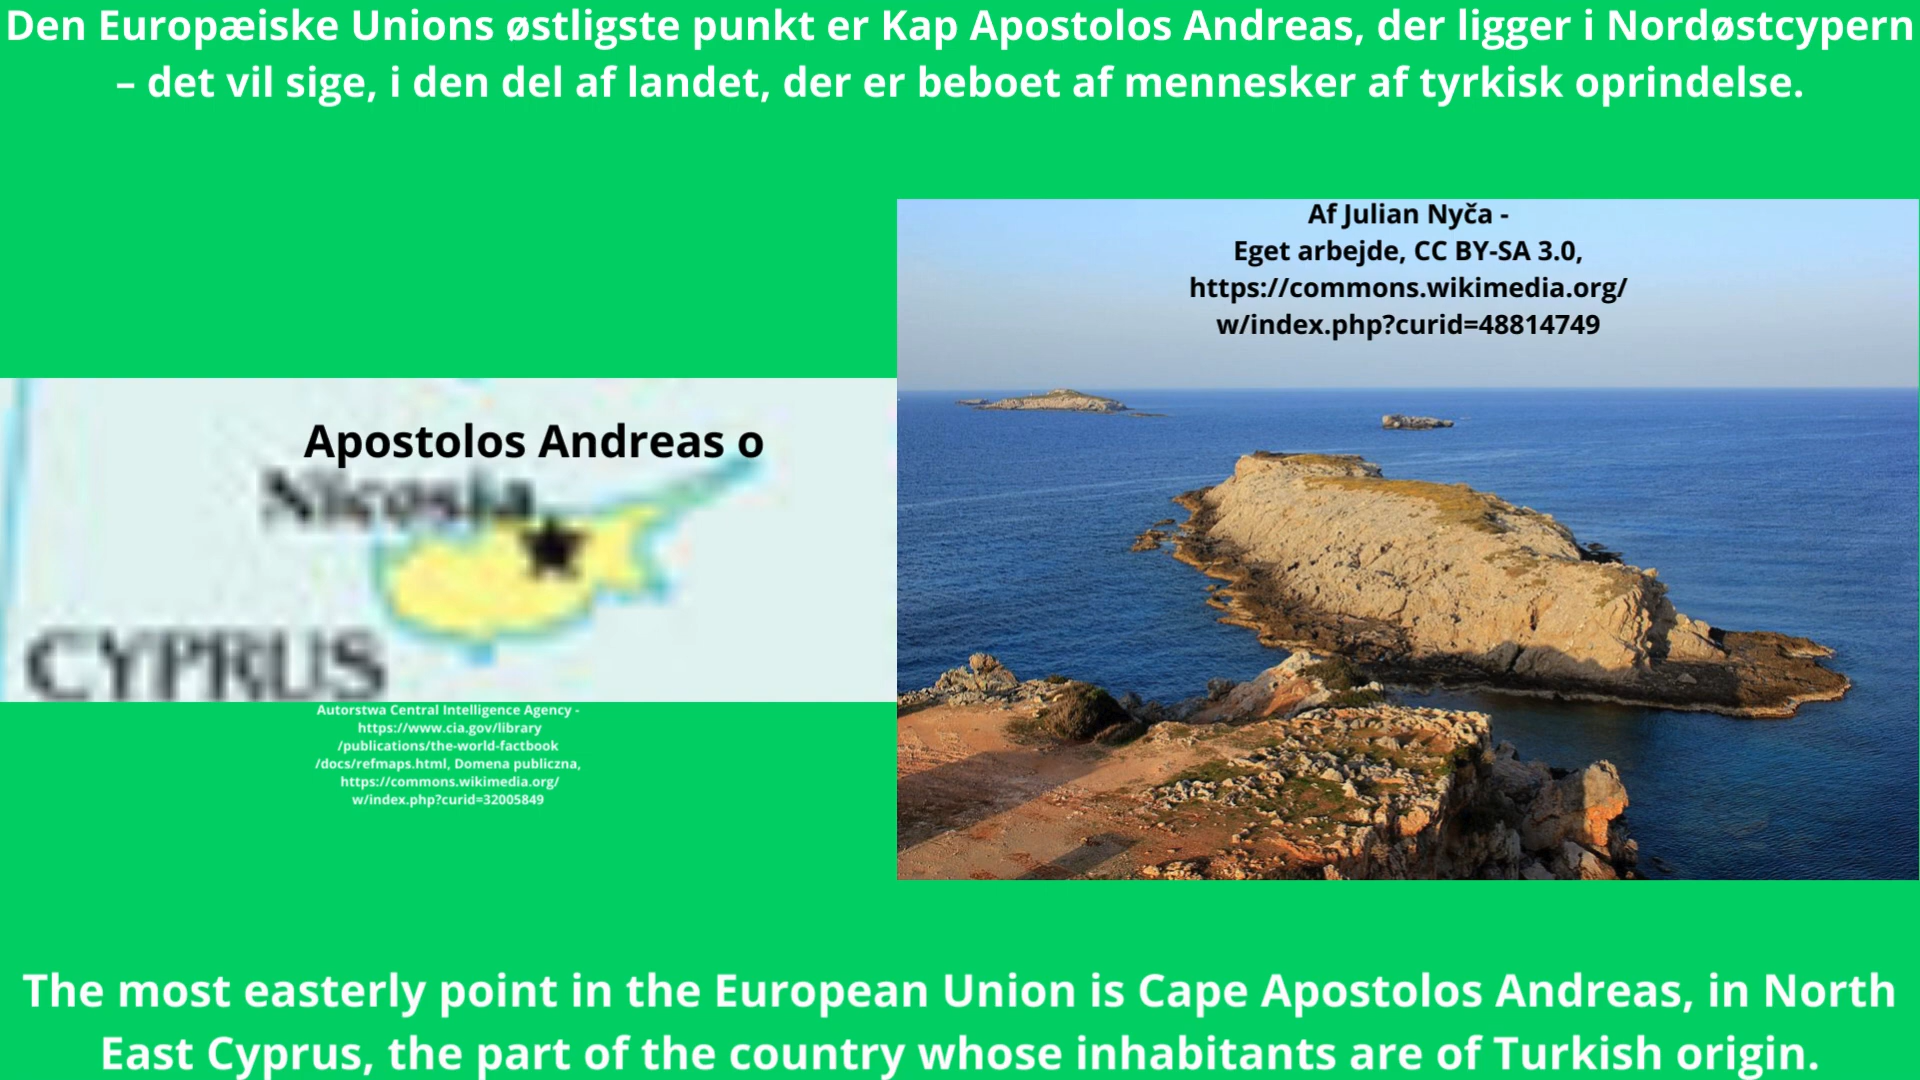 Den Europæiske Unions østligste punkt er Kap Apostolos Andreas, der ligger i Nordøstcypern
– det vil sige, i den del af landet, der er beboet af mennesker af tyrkisk oprindelse.
Af Julian Nyča -
Eget arbejde, CC BY-SA 3.0,
https://commons.wikimedia.org/
w/index.php?curid=48814749
Apostolos Andreas o
Nicosia
CYPRUS
Autorstwa Central Intelligence Agency -
https://www.cia.gov/library
/publications/the-world-factbook
/docs/refmaps.html, Domena publiczna,
https://commons.wikimedia.org/
w/index.php?curid=32005849
The most easterly point in the European Union is Cape Apostolos Andreas, in North
East Cyprus, the part of the country whose inhabitants are of Turkish origin.